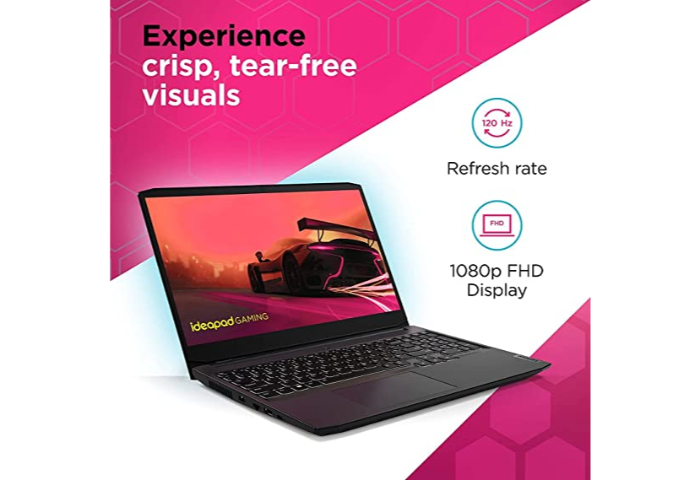 Experience
crisp, tear-free
visuals
120 Hz
Refresh rate
FHD
1080p FHD
Display
ideapad GAMING